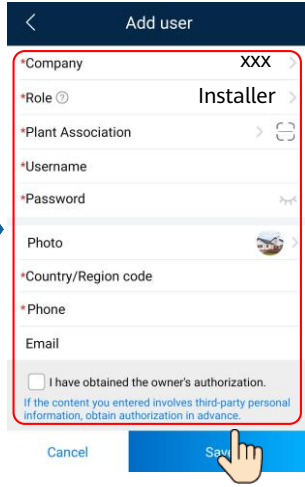 Add user
*Company xxx
*Role Installer
*Plant Association
*Username
*Password
Photo
*Country/Region code
*Phone
Email
I have obtained the owner's authorization.
If the content you entered involves third-party personal
information, obtain authorization in advance.
Cancel